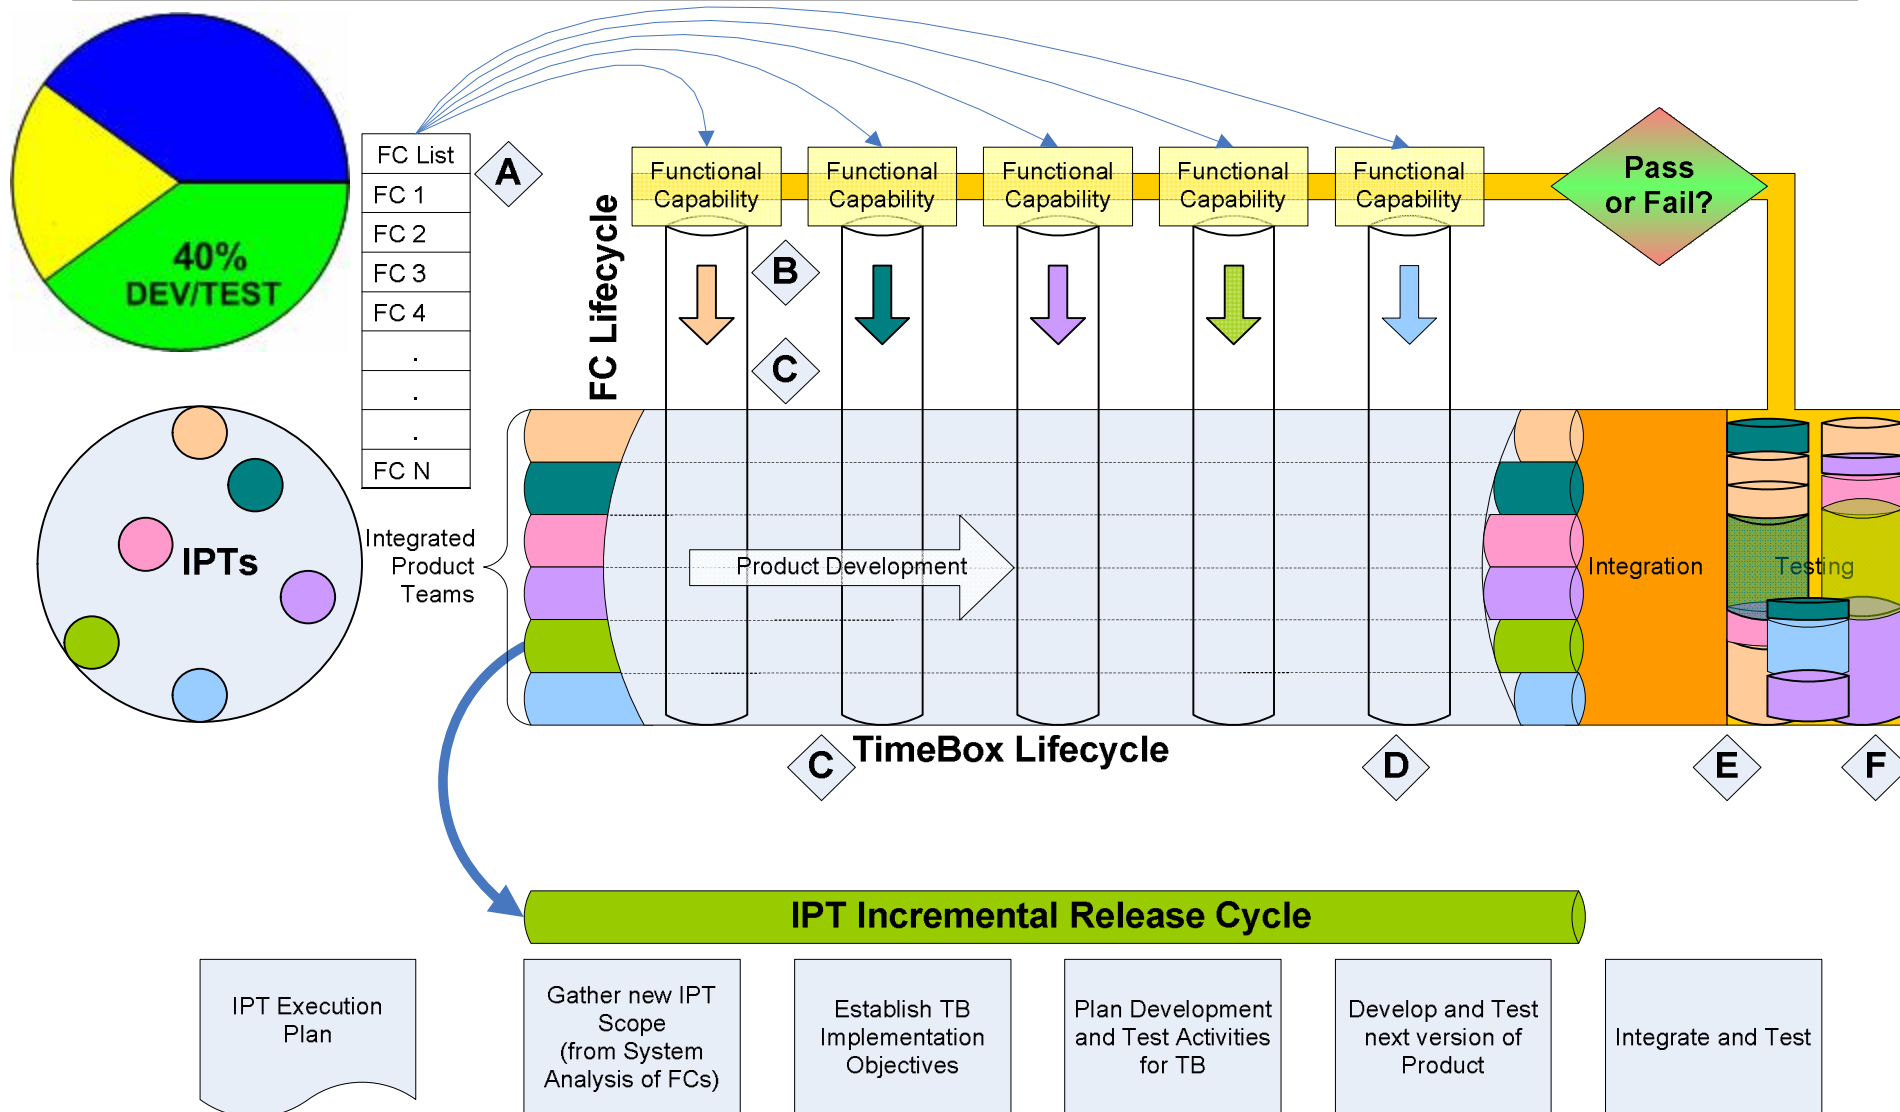 40%
DEV/TEST
FC List
FC 1
FC 2
FC 3
FC 4
.
.
.
FC N
A
FC Lifecycle
Functional
Capability
Functional
Capability
Functional
Capability
Functional
Capability
Functional
Capability
Pass
or Fail?
B
C
IPTs
Integrated
Product
Teams
Product Development
Integration
Testing
C
TimeBox Lifecycle
D
E
F
IPT Incremental Release Cycle
IPT Execution
Plan
Gather new IPT
Scope
(from System
Analysis of FCs)
Establish TB
Implementation
Objectives
Plan Development
and Test Activities
for TB
Develop and Test
next version of
Product
Integrate and Test